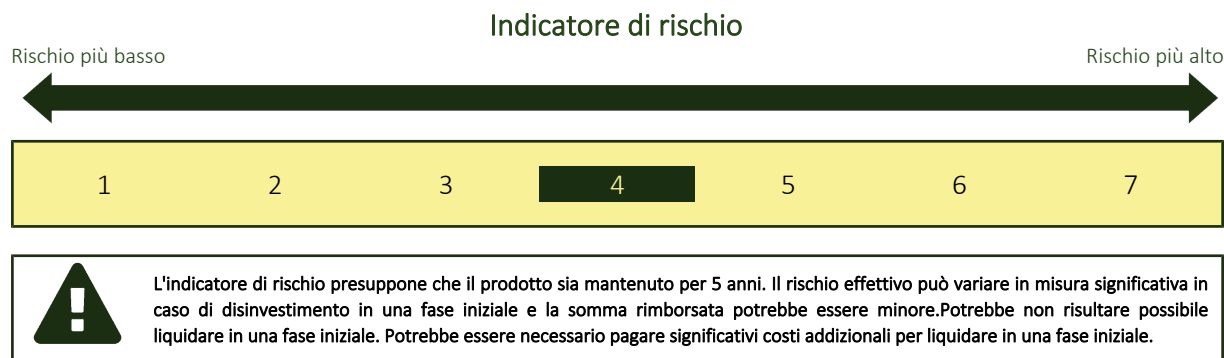 Indicatore di rischio
Rischio più basso
Rischio più alto
1 2 3 4 5 6 7
L'indicatore di rischio presuppone che il prodotto sia mantenuto per 5 anni. Il rischio effettivo può variare in misura significativa in
caso di disinvestimento in una fase iniziale e la somma rimborsata potrebbe essere minore.Potrebbe non risultare possibile
liquidare in una fase iniziale. Potrebbe essere necessario pagare significativi costi addizionali per liquidare in una fase iniziale.